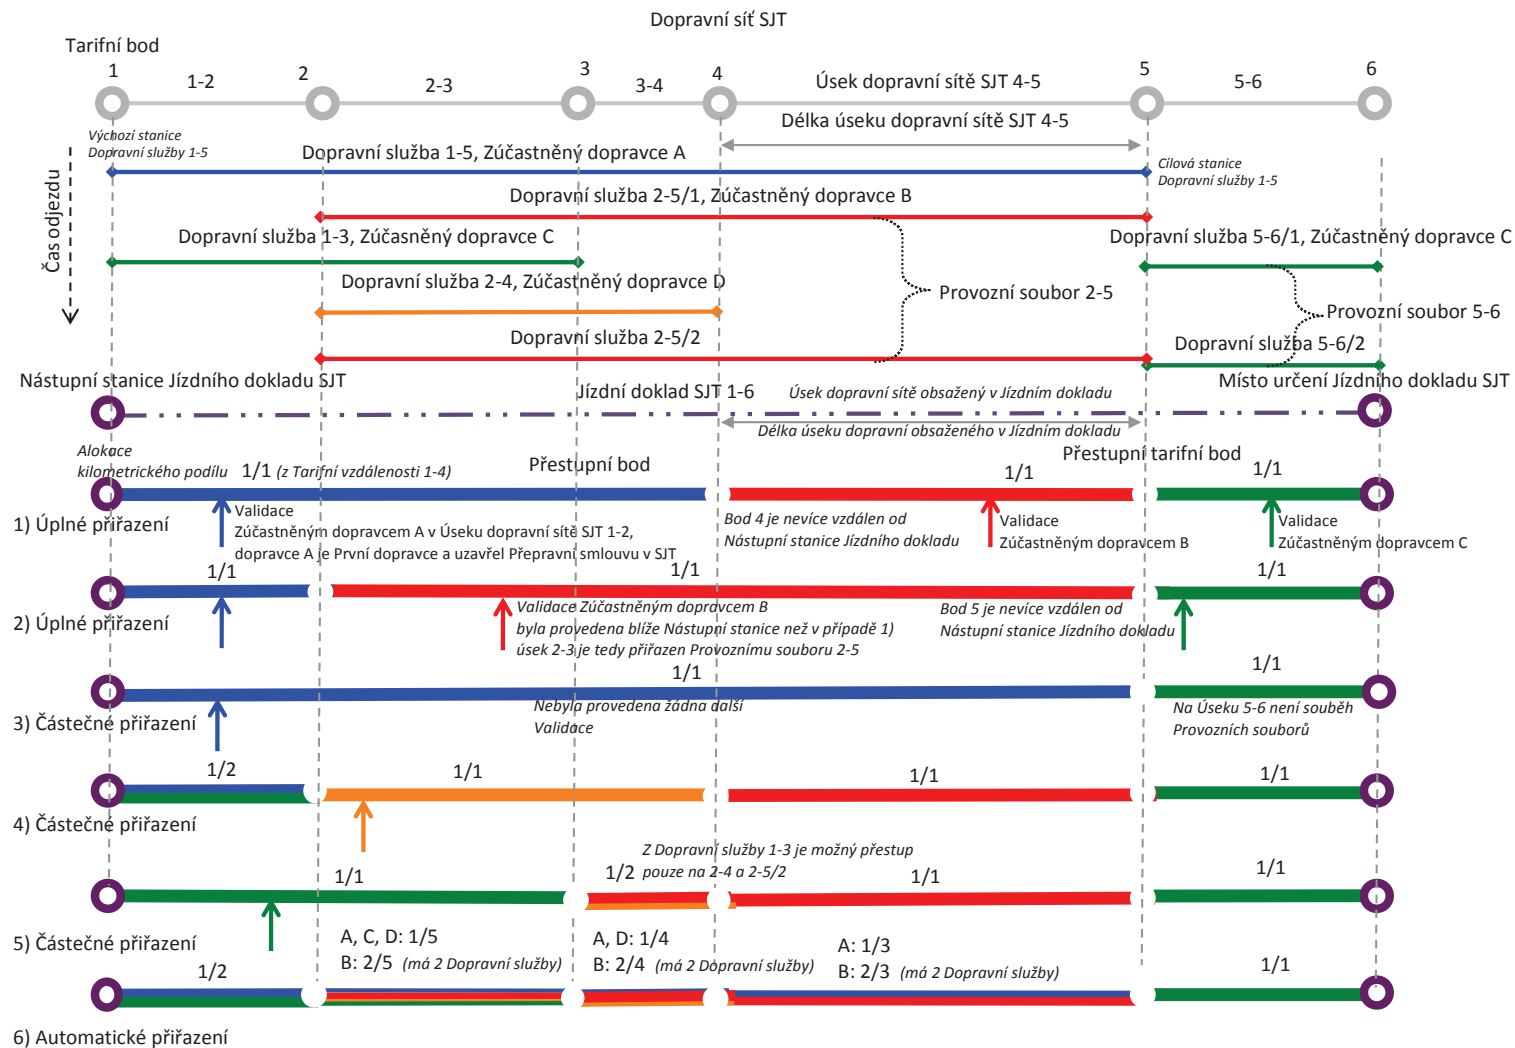 Dopravní síť SJT
Tarifní bod
1
1-2
2
2-3
3
3-4
4
Úsek dopravní sítě SJT 4-5
5
5-6
6
Výchozí stanice
Dopravní služby 1-5
Délka úseku dopravní sítě SJT 4-5
Čas odjezdu
Dopravní služba 1-5, Zúčastněný dopravce A
Cílová stanice
Dopravní služby 1-5
Dopravní služba 2-5/1, Zúčastněný dopravce B
Dopravní služba 1-3, Zúčasněný dopravce C
Dopravní služba 5-6/1, Zúčastněný dopravce C
Dopravní služba 2-4, Zúčastněný dopravce D
Provozní soubor 2-5
Provozní soubor 5-6
Dopravní služba 2-5/2
Dopravní služba 5-6/2
Nástupní stanice Jízdního dokladu SJT
Jízdní doklad SJT 1-6
Úsek dopravní sítě obsažený v Jízdním dokladu
Místo určení Jízdního dokladu SJT
Délka úseku dopravní obsaženého v Jízdním dokladu
Alokace
kilometrického podílu
1/1 (z Tarifní vzdálenosti 1-4)
Přestupní bod
1/1
Přestupní tarifní bod
1/1
1) Úplné přiřazení
Validace
Zúčastněným dopravcem A v Úseku dopravní sítě SJT 1-2,
dopravce A je První dopravce a uzavřel Přepravní smlouvu v SJT
Bod 4 je nevíce vzdálen od
Nástupní stanice Jízdního dokladu
Validace
Zúčastněným dopravcem B
Validace
Zúčastněným dopravcem C
1/1
1/1
1/1
2) Úplné přiřazení
Validace Zúčastněným dopravcem B
byla provedena blíže Nástupní stanice než v případě 1)
úsek 2-3 je tedy přiřazen Provoznímu souboru 2-5
Bod 5 je nevíce vzdálen od
Nástupní stanice Jízdního dokladu
1/1
1/1
3) Částečné přiřazení
Nebyla provedena žádna další
Validace
Na Úseku 5-6 není souběh
Provozních souborů
1/2
1/1
1/1
1/1
4) Částečné přiřazení
Z Dopravní služby 1-3 je možný přestup
pouze na 2-4 a 2-5/2
1/1
1/2
1/1
1/1
5) Částečné přiřazení
A, C, D: 1/5
B: 2/5 (má 2 Dopravní služby)
A, D: 1/4
B: 2/4 (má 2 Dopravní služby)
A: 1/3
B: 2/3 (má 2 Dopravní služby)
1/2
1/1
6) Automatické přiřazení